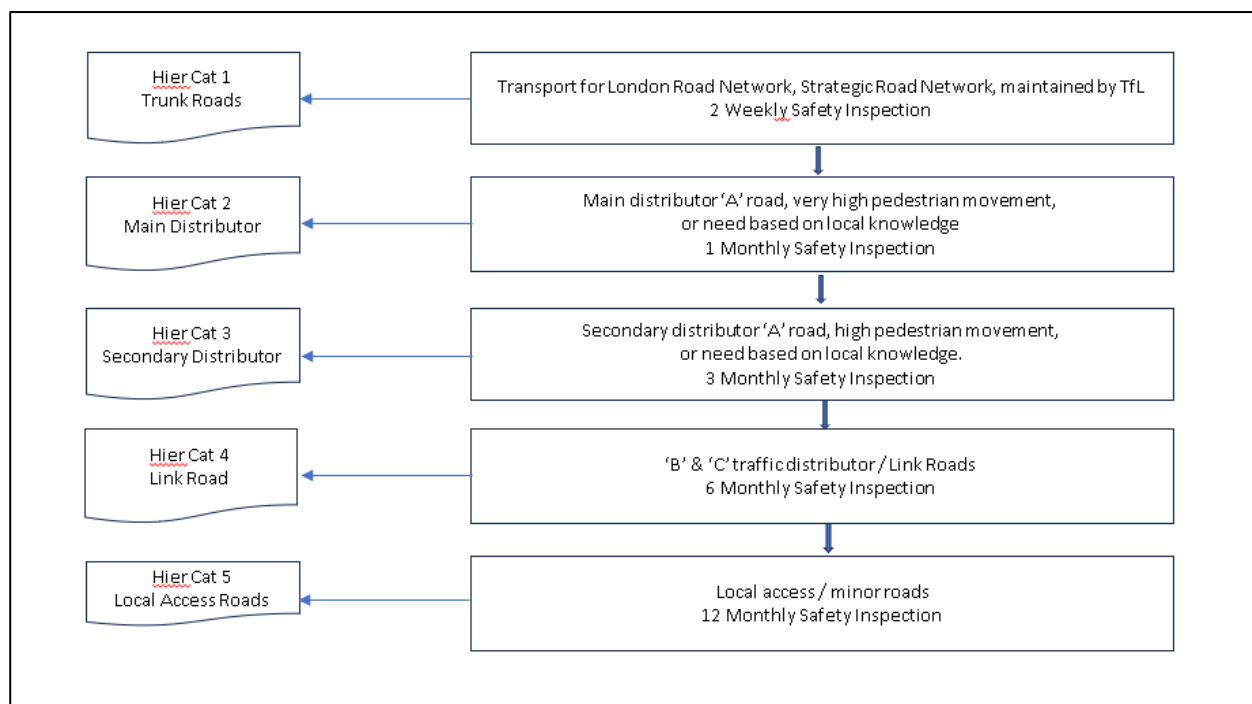 Hier Cat 1
Trunk Roads
Transport for London Road Network, Strategic Road Network, maintained by TfL
2 Weekly Safety Inspection
Hier Cat 2
Main Distributor
Main distributor ‘A’ road, very high pedestrian movement,
or need based on local knowledge
1 Monthly Safety Inspection
Hier Cat 3
Secondary Distributor
Secondary distributor ‘A’ road, high pedestrian movement,
or need based on local knowledge.
3 Monthly Safety Inspection
Hier Cat 4
Link Road
‘B’ & ‘C’ traffic distributor / Link Roads
6 Monthly Safety Inspection
Hier Cat 5
Local Access Roads
Local access / minor roads
12 Monthly Safety Inspection